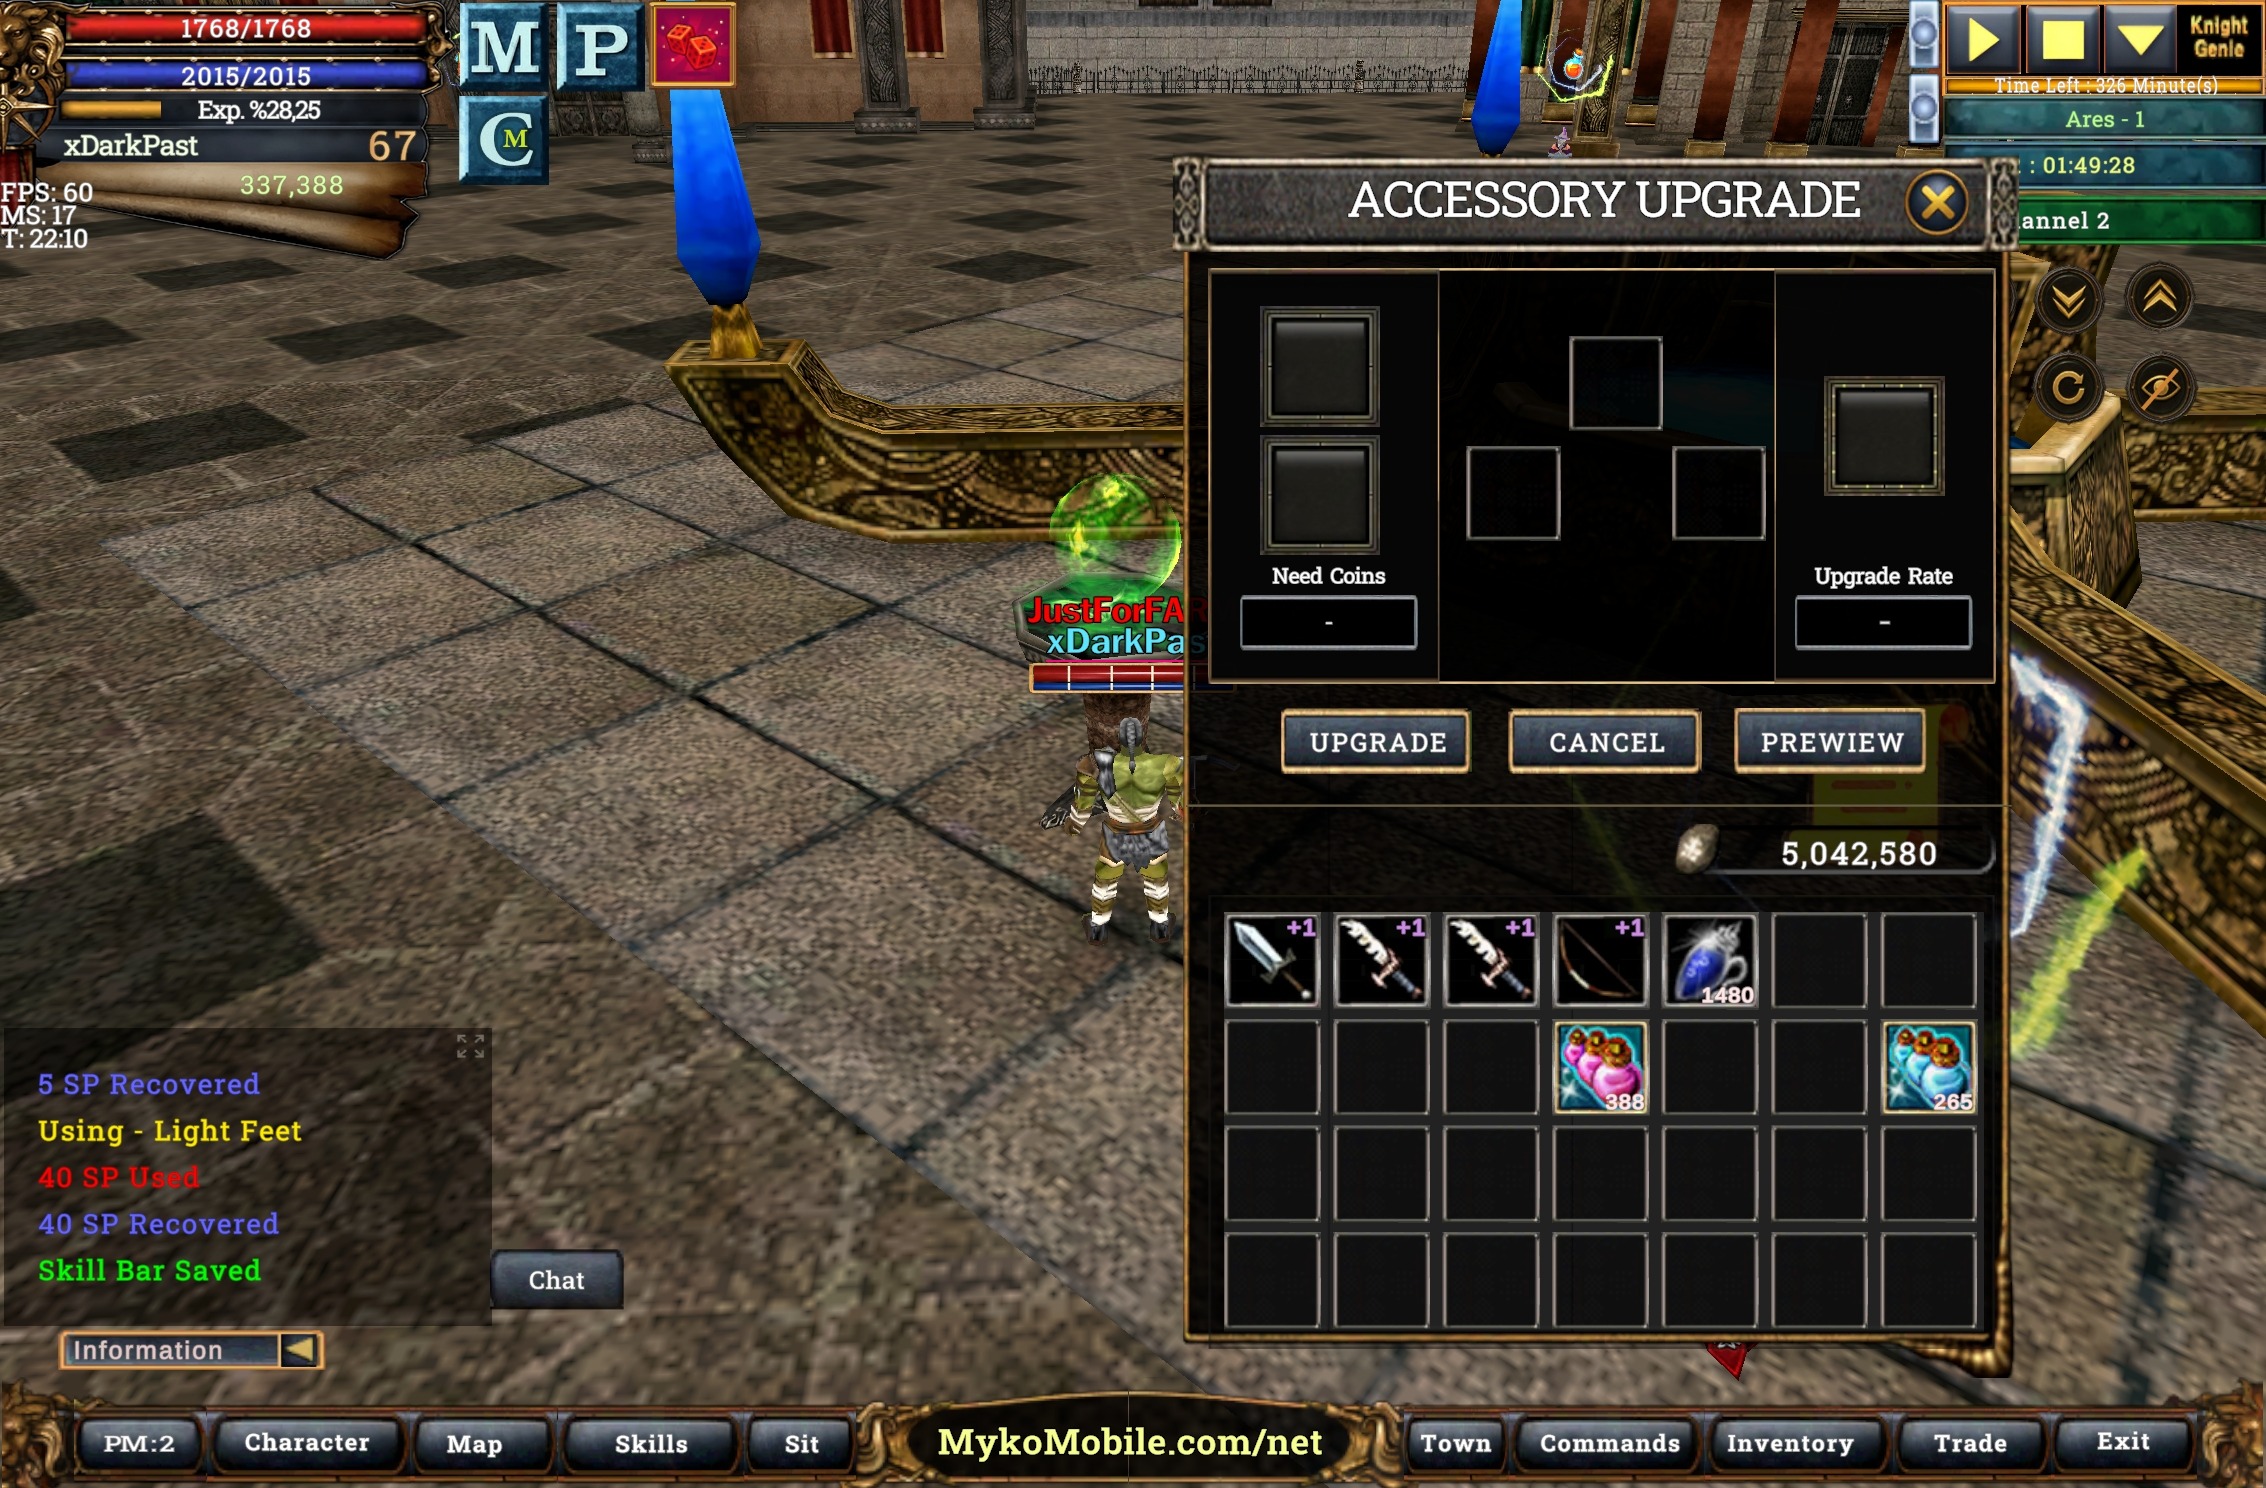 1768/1768
2015/2015
Exp. %28,25
xDarkPast 67
337,388
FPS: 60
MS: 17
T: 22:10
M P
C M
Knight
Genie
Time Left : 326 Minute(s)
Ares - 1
: 01:49:28
annel 2
ACCESSORY UPGRADE
Need Coins
-
Upgrade Rate
-
UPGRADE CANCEL PREWIEW
5,042,580
+1 +1 +1 +1 1480
388 265
JustForFAR
xDarkPas
5 SP Recovered
Using - Light Feet
40 SP Used
40 SP Recovered
Skill Bar Saved
Chat
Information
PM:2 Character Map Skills Sit MykoMobile.com/net Town Commands Inventory Trade Exit